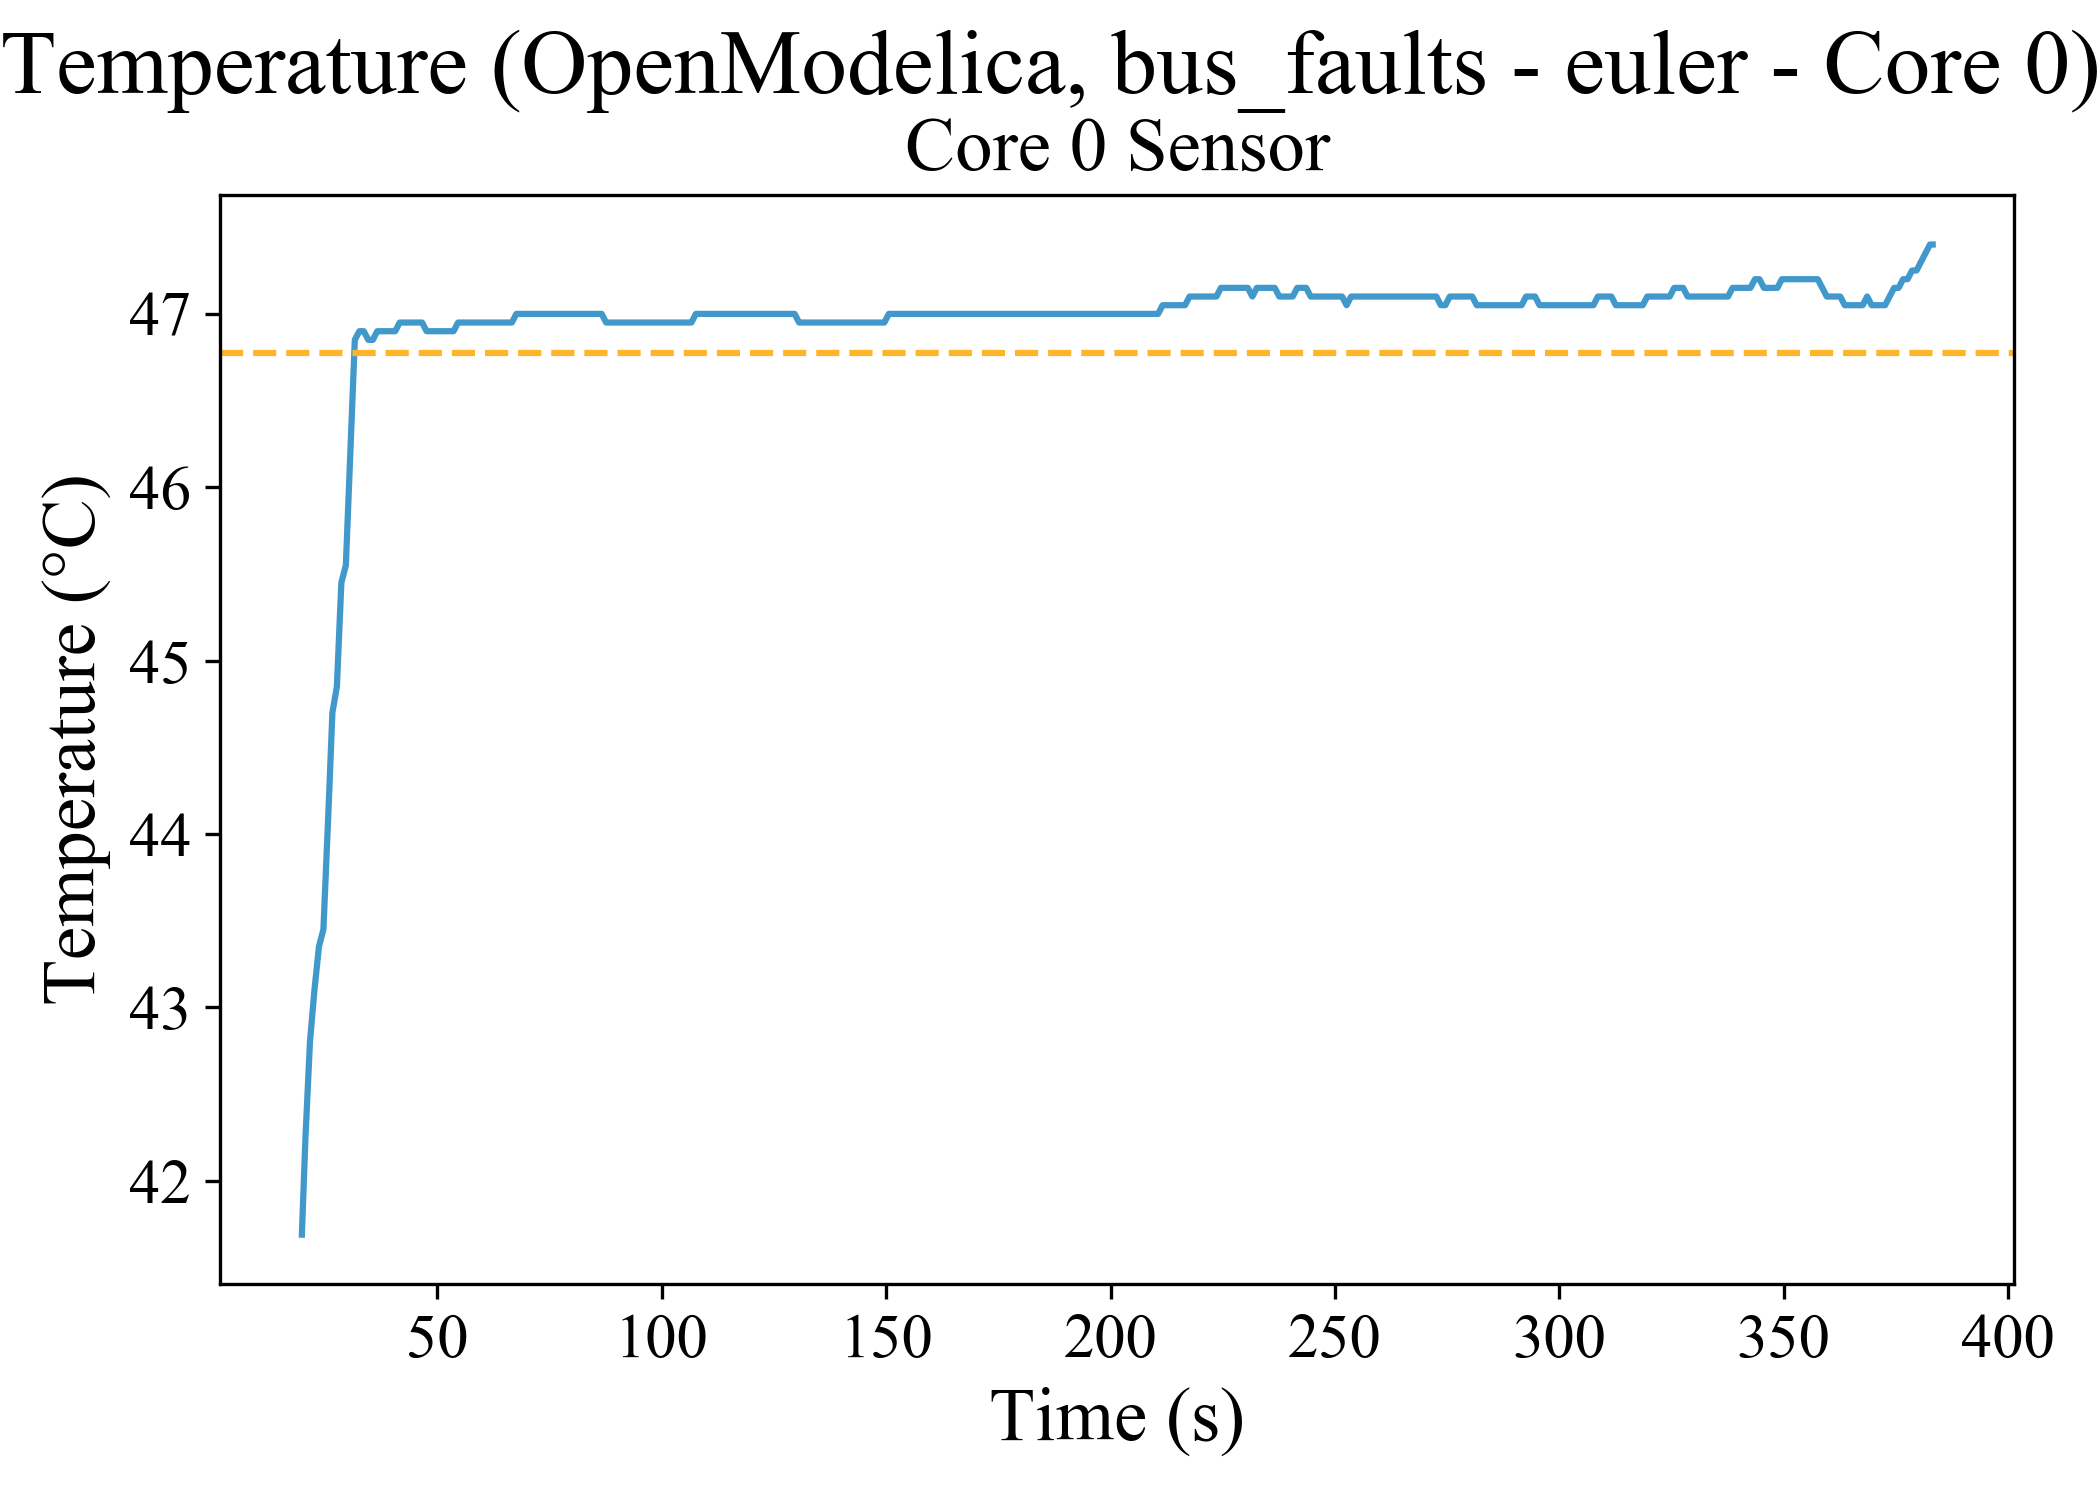 Temperature (OpenModelica, bus_faults - euler - Core 0)
Core 0 Sensor
Temperature (°C)
47
46
45
44
43
42
50 100 150 200 250 300 350 400
Time (s)